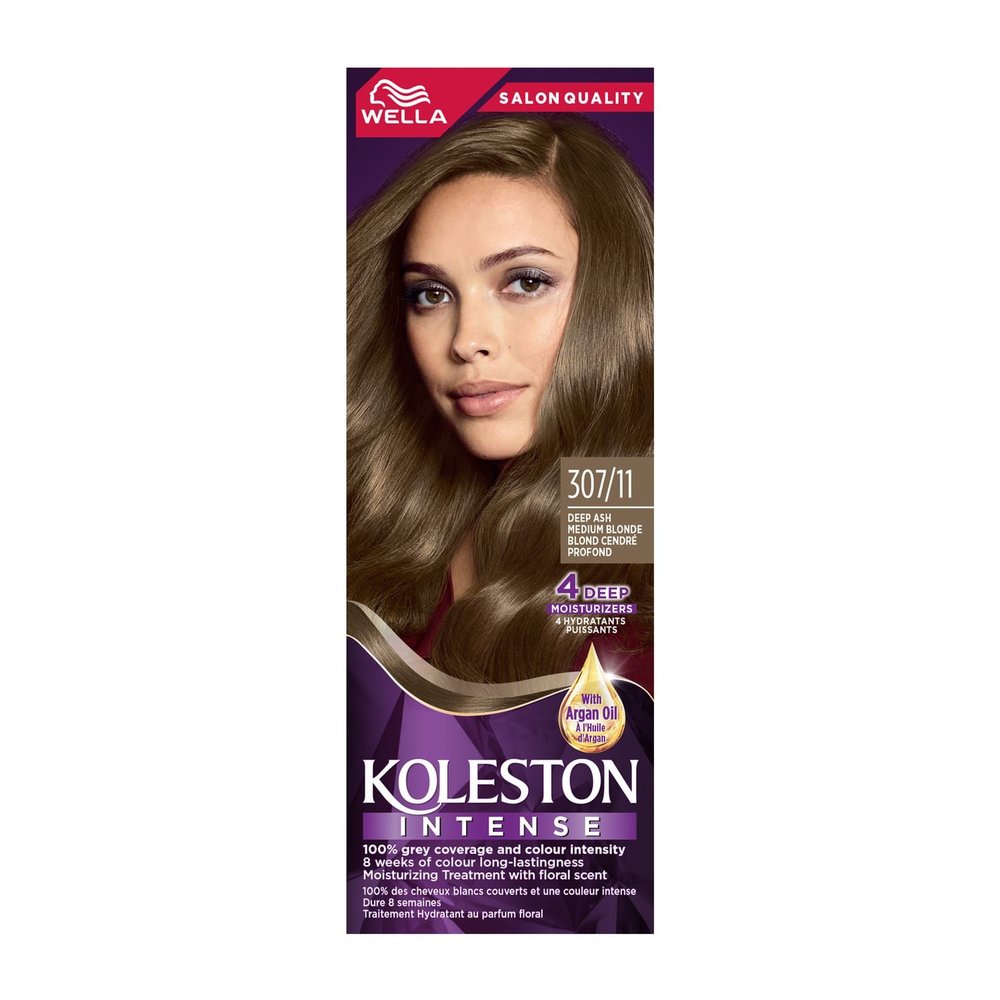 WELLA
SALON QUALITY
307/11
DEEP ASH
MEDIUM BLONDE
BLOND CENDRÉ
PROFOND
4 DEEP
MOISTURIZERS
4 HYDRATANTS
PUISSANTS
With
Argan Oil
À l'Huile
d'Argan
KOLESTON
INTENSE
100% grey coverage and colour intensity
8 weeks of colour long-lastingness
Moisturizing Treatment with floral scent
100% des cheveux blancs couverts et une couleur intense
Dure 8 semaines
Traitement Hydratant au parfum floral